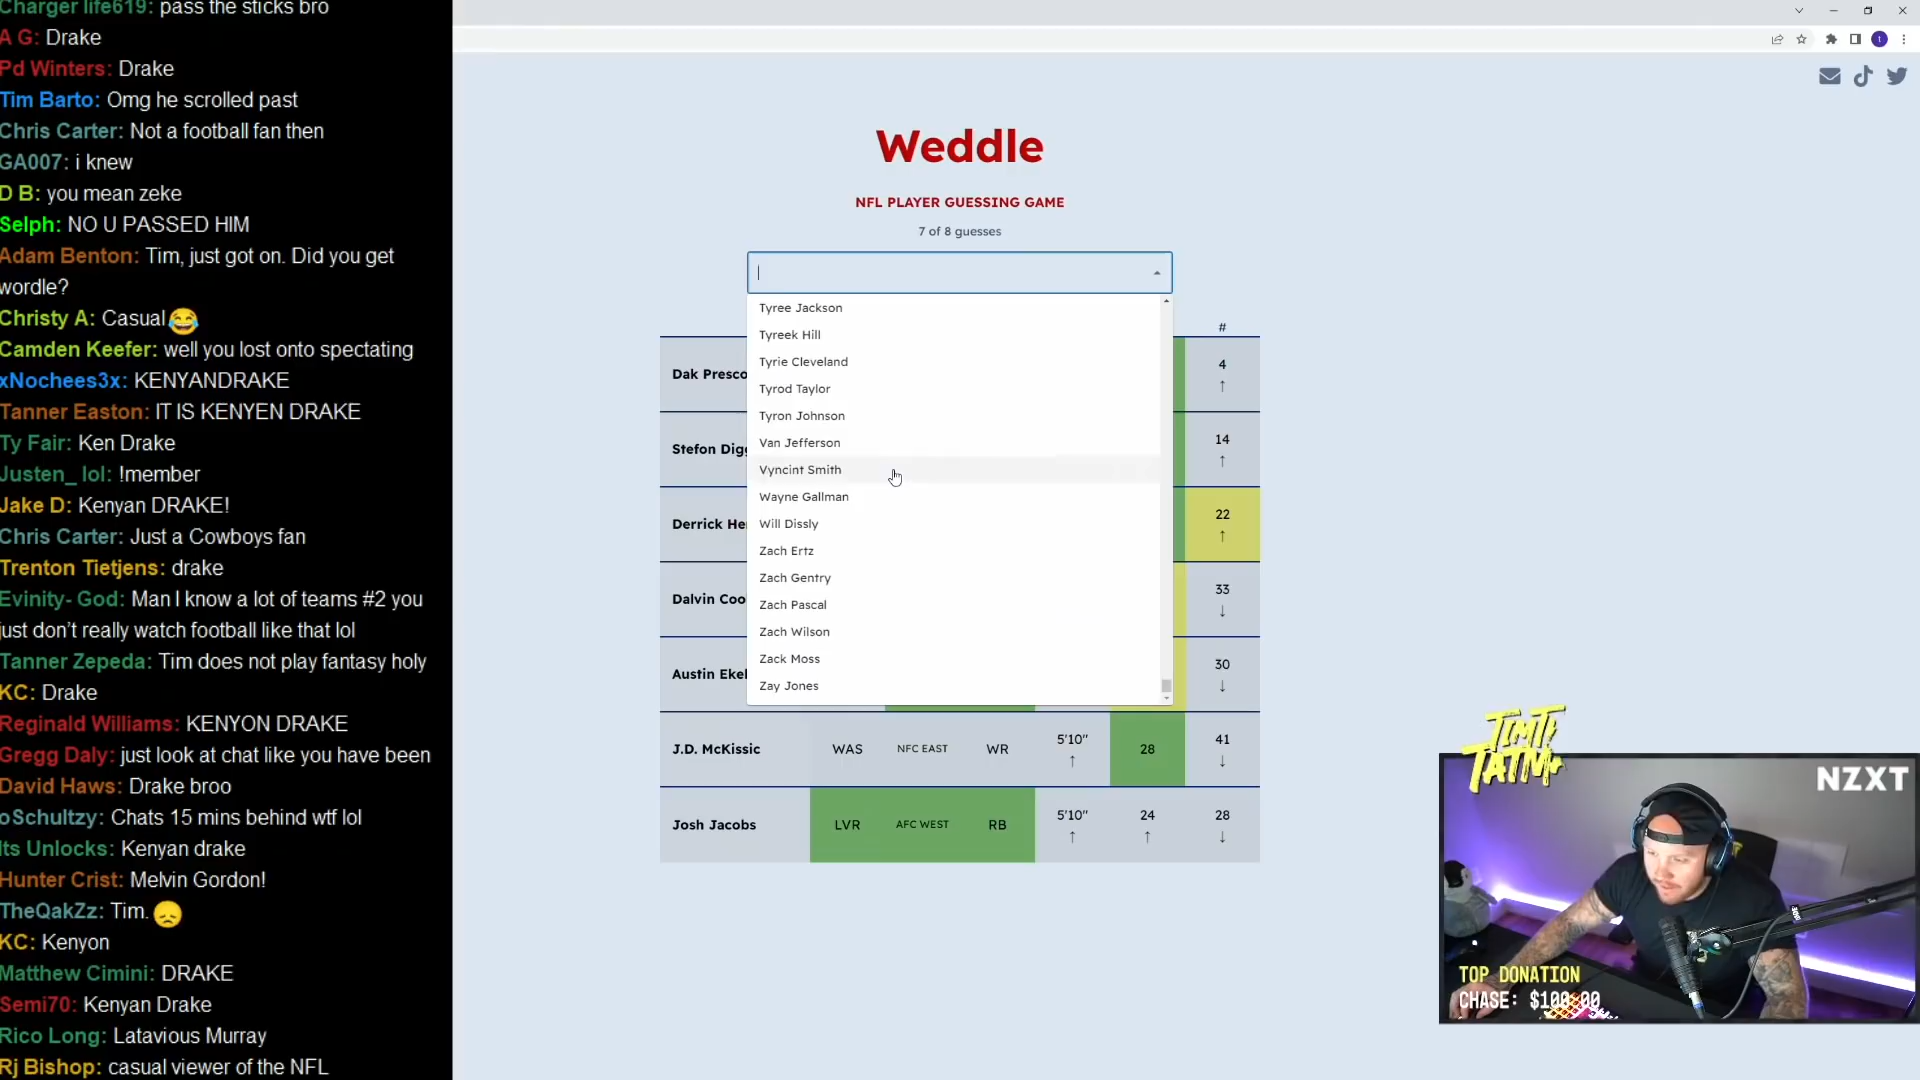 Charger life619: pass the sticks bro
A G: Drake
Pd Winters: Drake
Tim Barto: Omg he scrolled past
Chris Carter: Not a football fan then
GA007: i knew
D B: you mean zeke
Selph: NO U PASSED HIM
Adam Benton: Tim, just got on. Did you get
wordle?
Christy A: Casual😂
Camden Keefer: well you lost onto spectating
xNochees3x: KENYANDRAKE
Tanner Easton: IT IS KENYEN DRAKE
Ty Fair: Ken Drake
Justen_ lol: !member
Jake D: Kenyan DRAKE!
Chris Carter: Just a Cowboys fan
Trenton Tietjens: drake
Evinity- God: Man I know a lot of teams #2 you
just don’t really watch football like that lol
Tanner Zepeda: Tim does not play fantasy holy
KC: Drake
Reginald Williams: KENYON DRAKE
Gregg Daly: just look at chat like you have been
David Haws: Drake broo
oSchultzy: Chats 15 mins behind wtf lol
Its Unlocks: Kenyan drake
Hunter Crist: Melvin Gordon!
TheQakZz: Tim.😞
KC: Kenyon
Matthew Cimini: DRAKE
Semi70: Kenyan Drake
Rico Long: Latavious Murray
Rj Bishop: casual viewer of the NFL
Weddle
NFL PLAYER GUESSING GAME
7 of 8 guesses
Tyree Jackson
Tyreek Hill
Tyrie Cleveland
Tyrod Taylor
Tyron Johnson
Van Jefferson
Vyncint Smith
Wayne Gallman
Will Dissly
Zach Ertz
Zach Gentry
Zach Pascal
Zach Wilson
Zack Moss
Zay Jones
#
Dak Presco 4 ↑
Stefon Digg 14 ↑
Derrick He 22 ↑
Dalvin Coo 33 ↓
Austin Ekel 30 ↓
J.D. McKissic WAS NFC EAST WR 5'10" ↑ 28 41 ↓
Josh Jacobs LVR AFC WEST RB 5'10" ↑ 24 ↑ 28 ↓
TIMTHE
TATMAN
NZXT
TOP DONATION
CHASE: $100.00